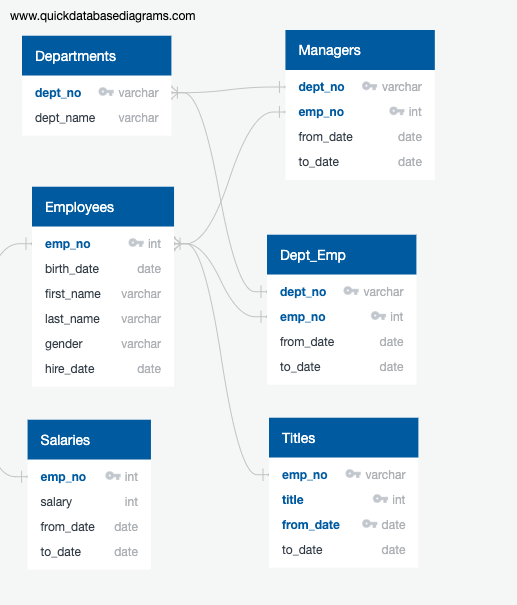 www.quickdatabasediagrams.com
Departments
dept_no varchar
dept_name varchar
Managers
dept_no varchar
emp_no int
from_date date
to_date date
Employees
emp_no int
birth_date date
first_name varchar
last_name varchar
gender varchar
hire_date date
Dept_Emp
dept_no varchar
emp_no int
from_date date
to_date date
Salaries
emp_no int
salary int
from_date date
to_date date
Titles
emp_no varchar
title int
from_date date
to_date date